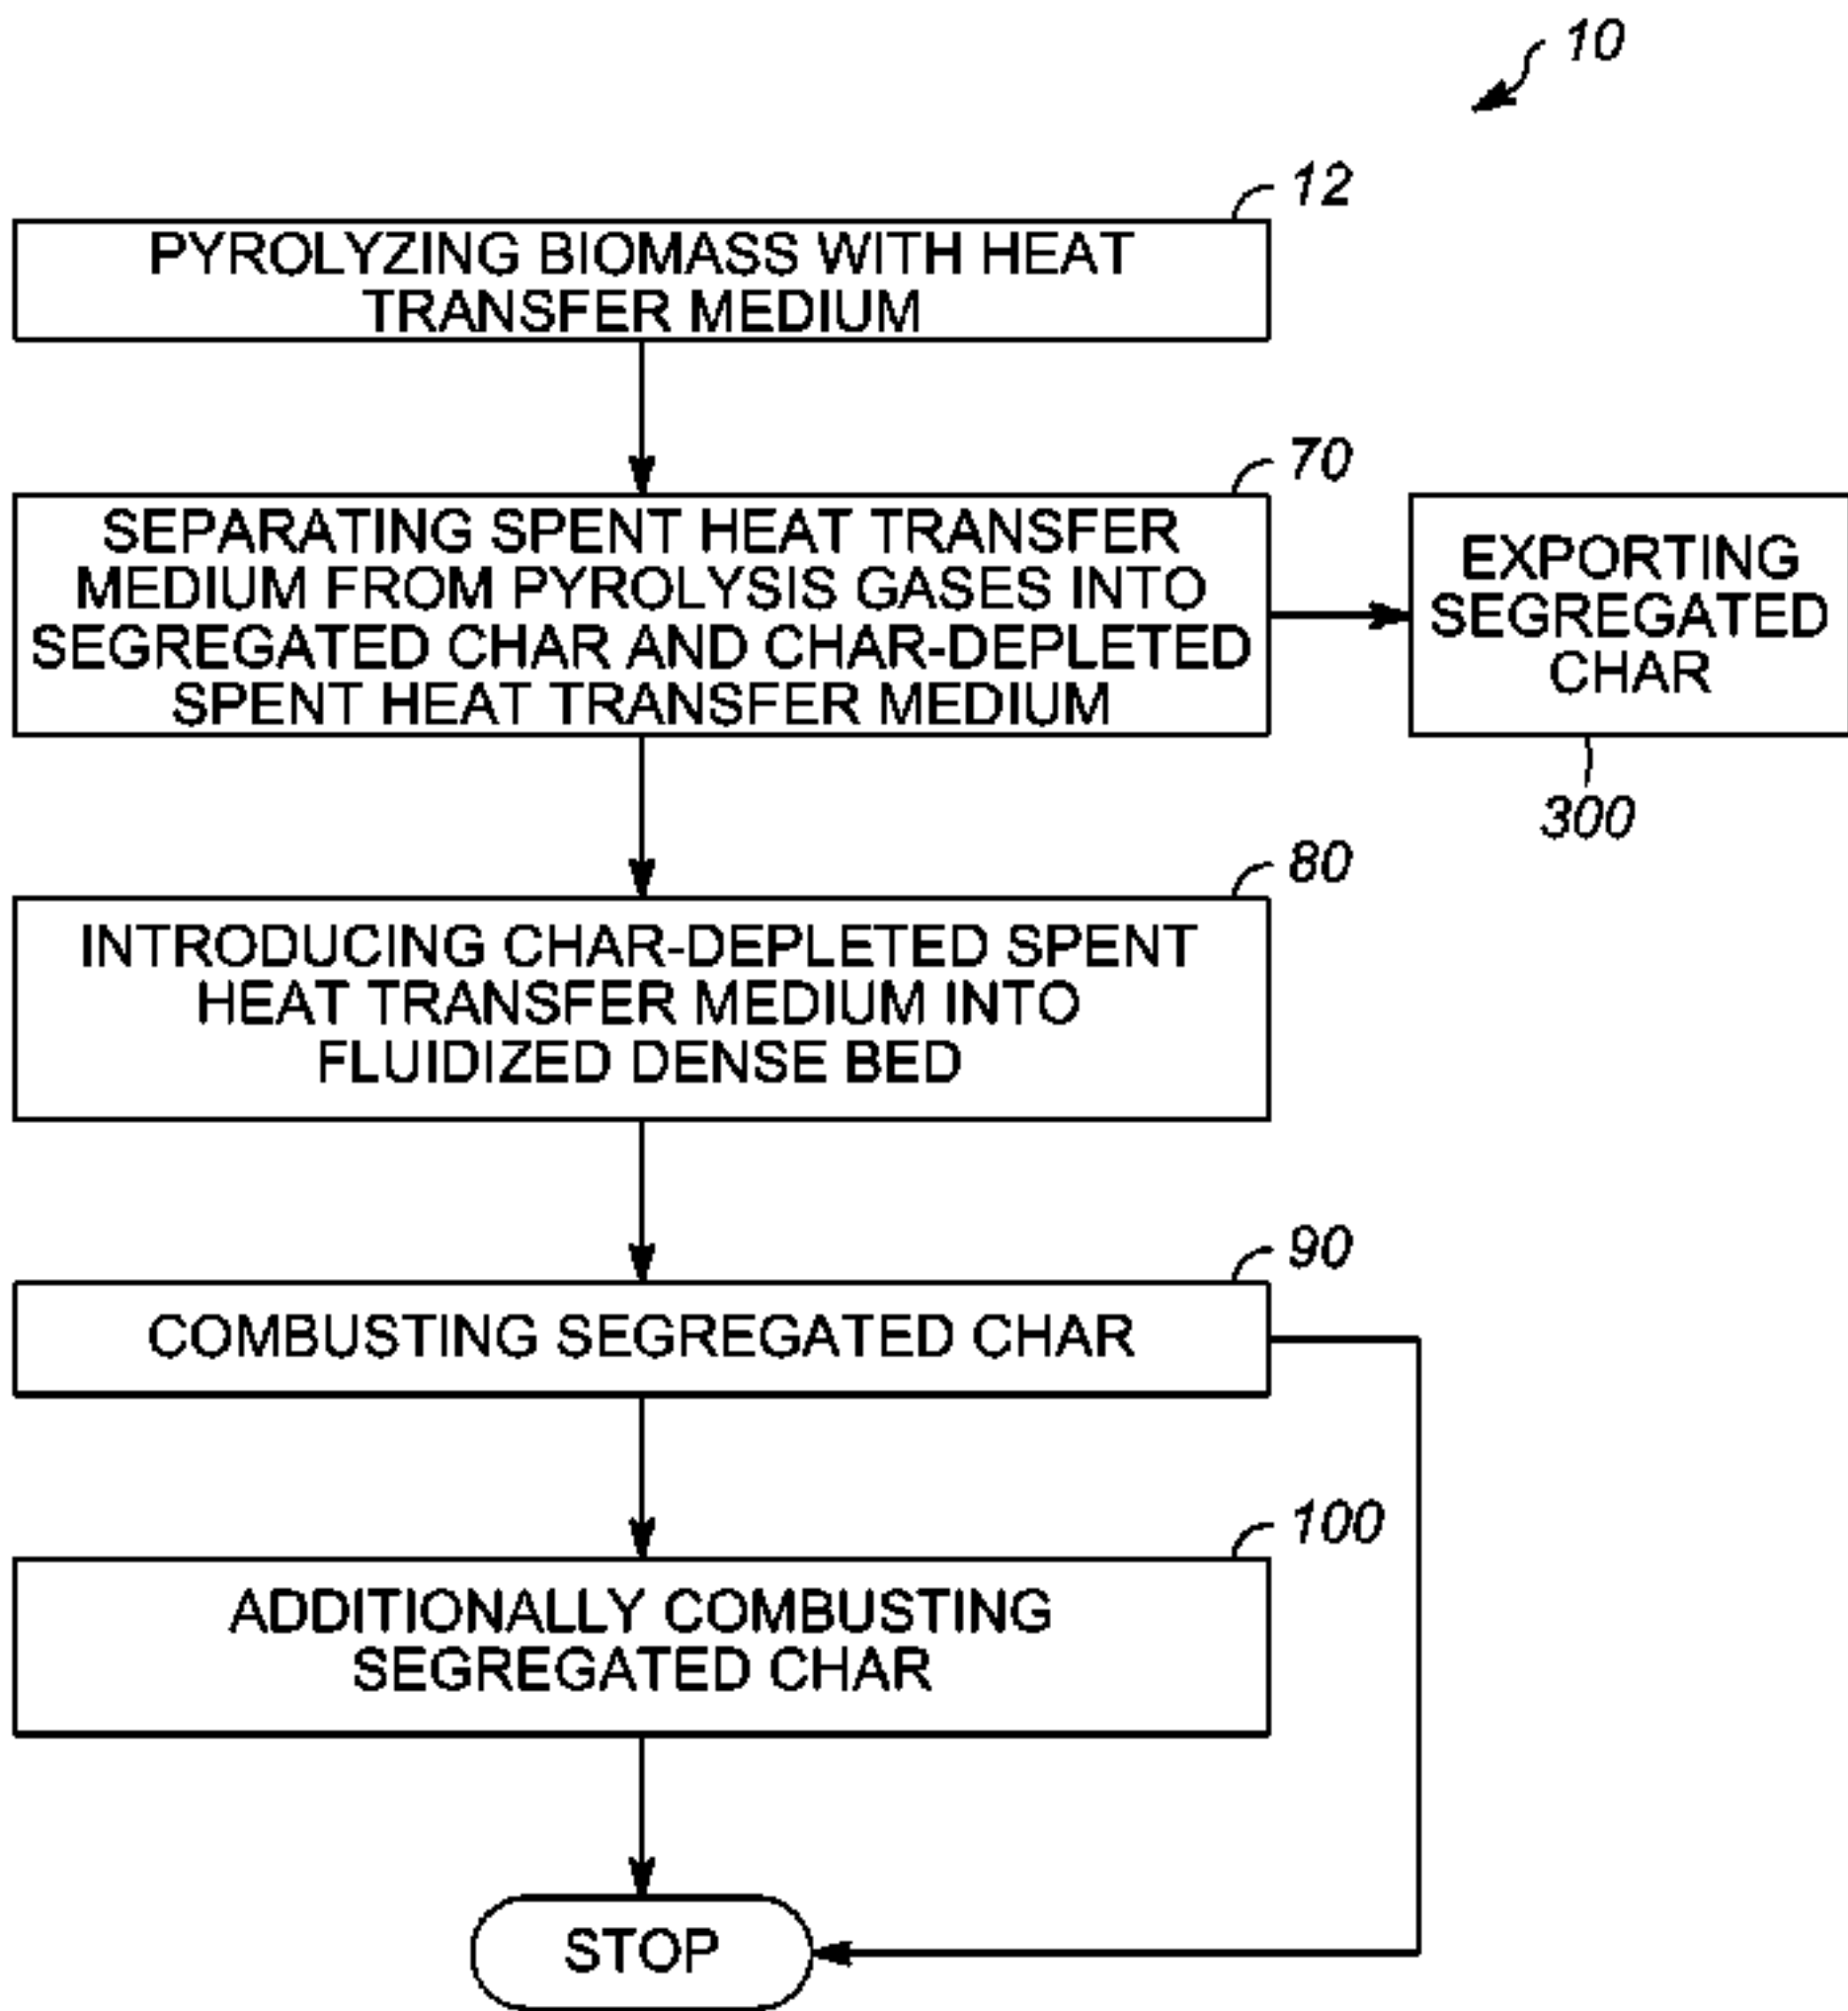 10
12
PYROLYZING BIOMASS WITH HEAT
TRANSFER MEDIUM
70
SEPARATING SPENT HEAT TRANSFER
MEDIUM FROM PYROLYSIS GASES INTO
SEGREGATED CHAR AND CHAR-DEPLETED
SPENT HEAT TRANSFER MEDIUM
EXPORTING
SEGREGATED
CHAR
300
80
INTRODUCING CHAR-DEPLETED SPENT
HEAT TRANSFER MEDIUM INTO
FLUIDIZED DENSE BED
90
COMBUSTING SEGREGATED CHAR
100
ADDITIONALLY COMBUSTING
SEGREGATED CHAR
STOP